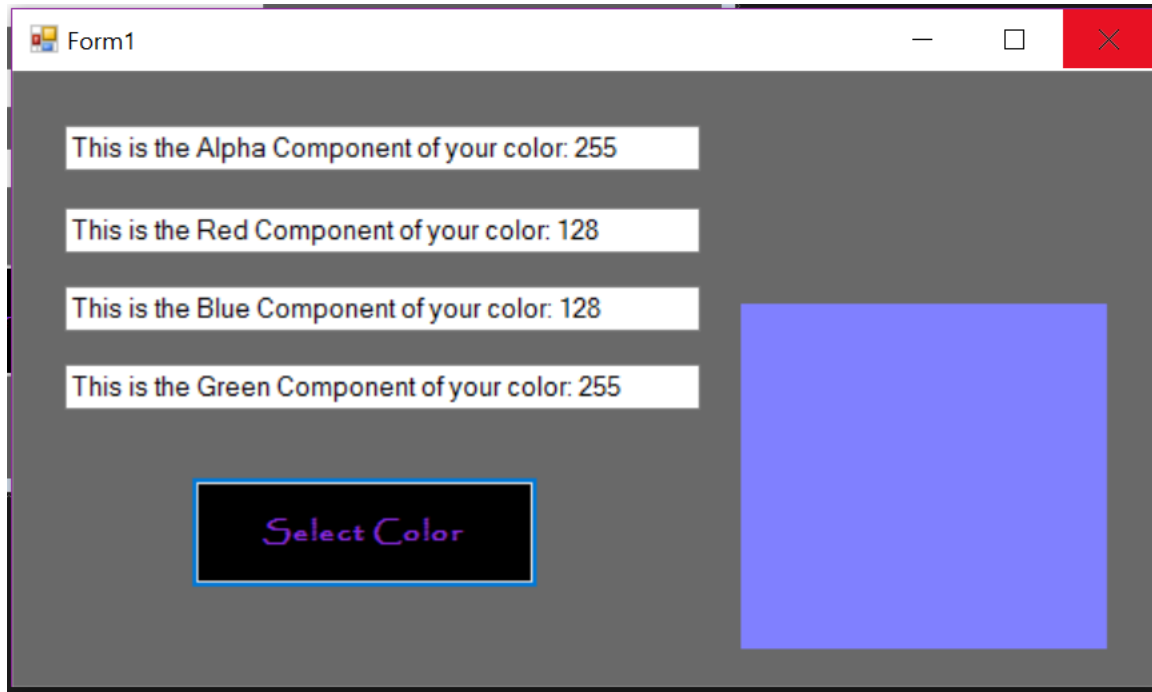 Form1
This is the Alpha Component of your color: 255
This is the Red Component of your color: 128
This is the Blue Component of your color: 128
This is the Green Component of your color: 255
Select Color